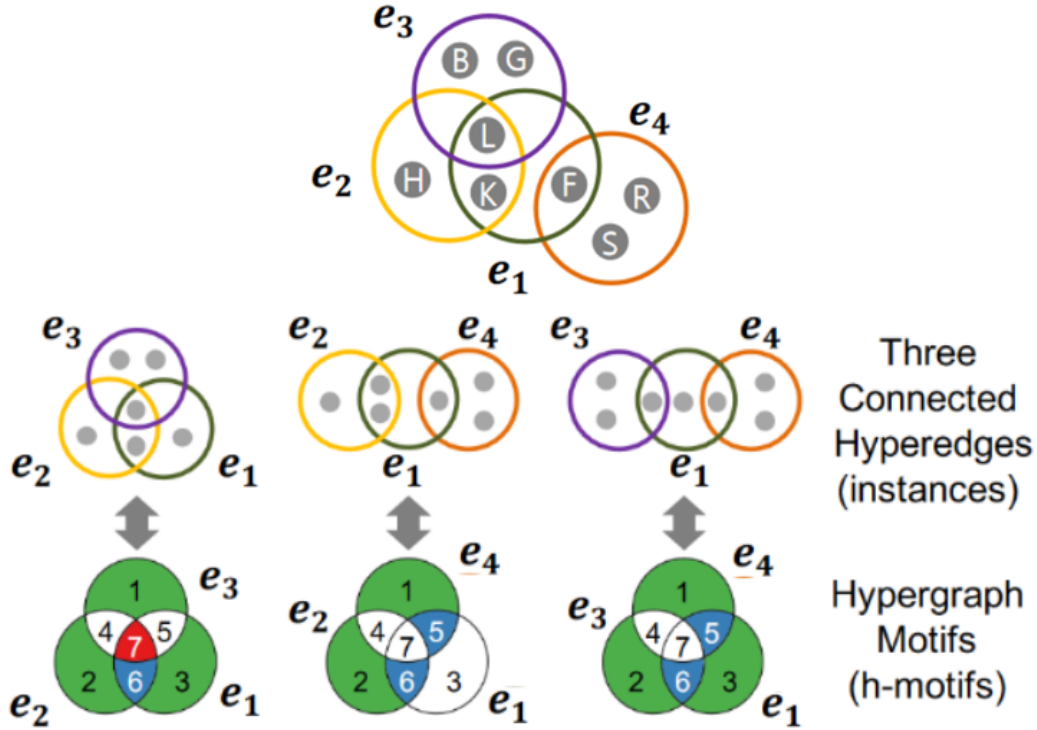 e3
B G
e4
L
e2 H K F R
S
e1
e3 e2 e4 e3 e4
Three
Connected
Hyperedges
(instances)
e2 e1 e1 e1
e4 e4
1 e3 1 1
e2 e3
4 5 4 5 4 5
7 7 7
2 6 3 2 6 3 2 6 3
e2 e1 e1 e1
Hypergraph
Motifs
(h-motifs)